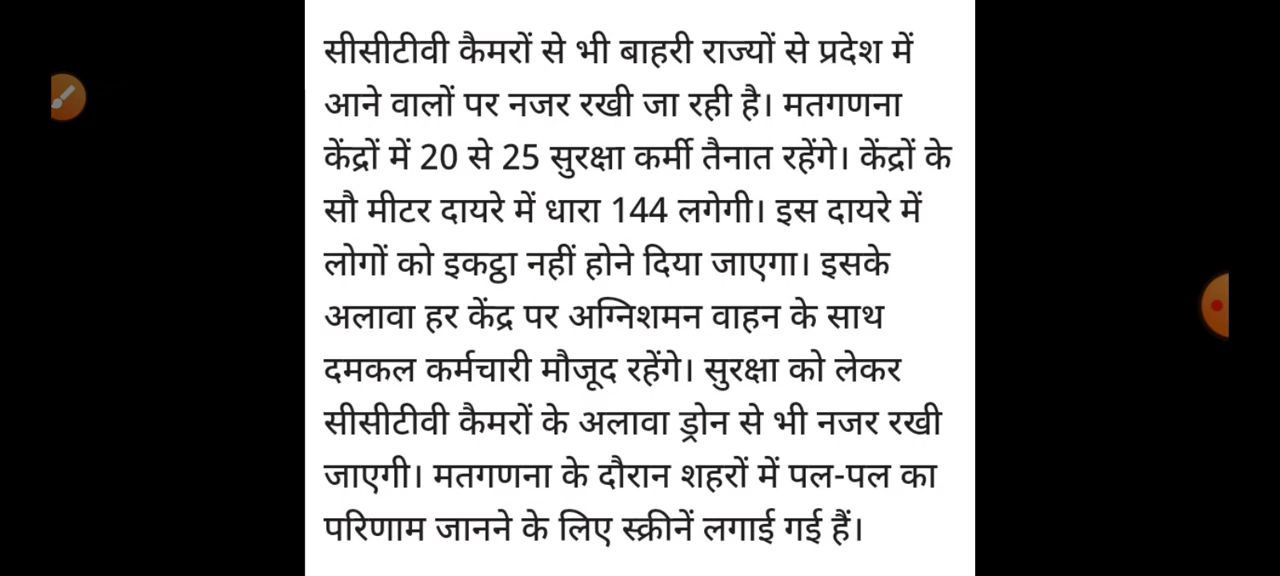 सीसीटीवी कैमरों से भी बाहरी राज्यों से प्रदेश में
आने वालों पर नजर रखी जा रही है। मतगणना
केंद्रों में 20 से 25 सुरक्षा कर्मी तैनात रहेंगे। केंद्रों के
सौ मीटर दायरे में धारा 144 लगेगी। इस दायरे में
लोगों को इकट्ठा नहीं होने दिया जाएगा। इसके
अलावा हर केंद्र पर अग्निशमन वाहन के साथ
दमकल कर्मचारी मौजूद रहेंगे। सुरक्षा को लेकर
सीसीटीवी कैमरों के अलावा ड्रोन से भी नजर रखी
जाएगी। मतगणना के दौरान शहरों में पल-पल का
परिणाम जानने के लिए स्क्रीनें लगाई गई हैं।